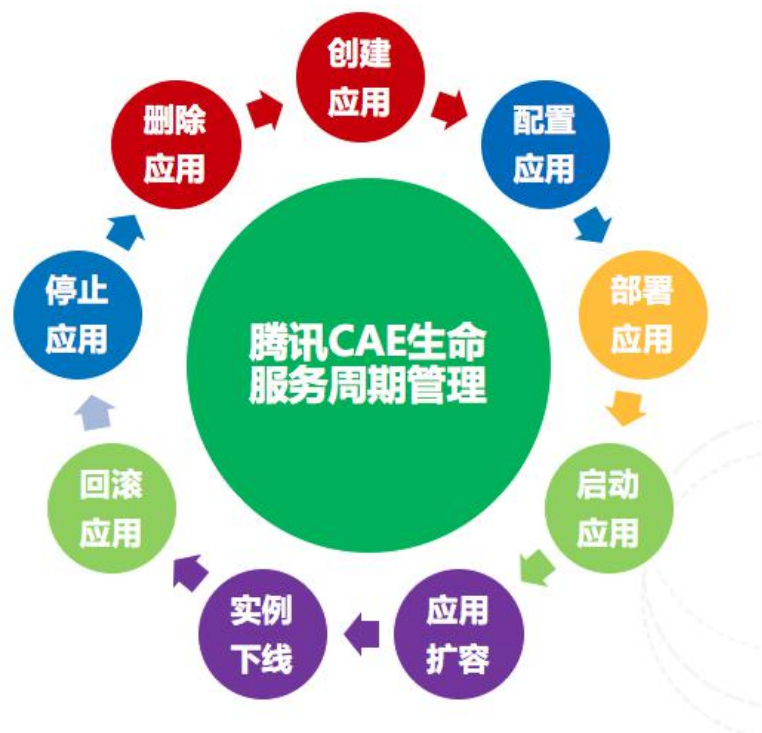 创建
应用
配置
应用
部署
应用
启动
应用
应用
扩容
实例
下线
回滚
应用
停止
应用
删除
应用
腾讯CAE生命
服务周期管理